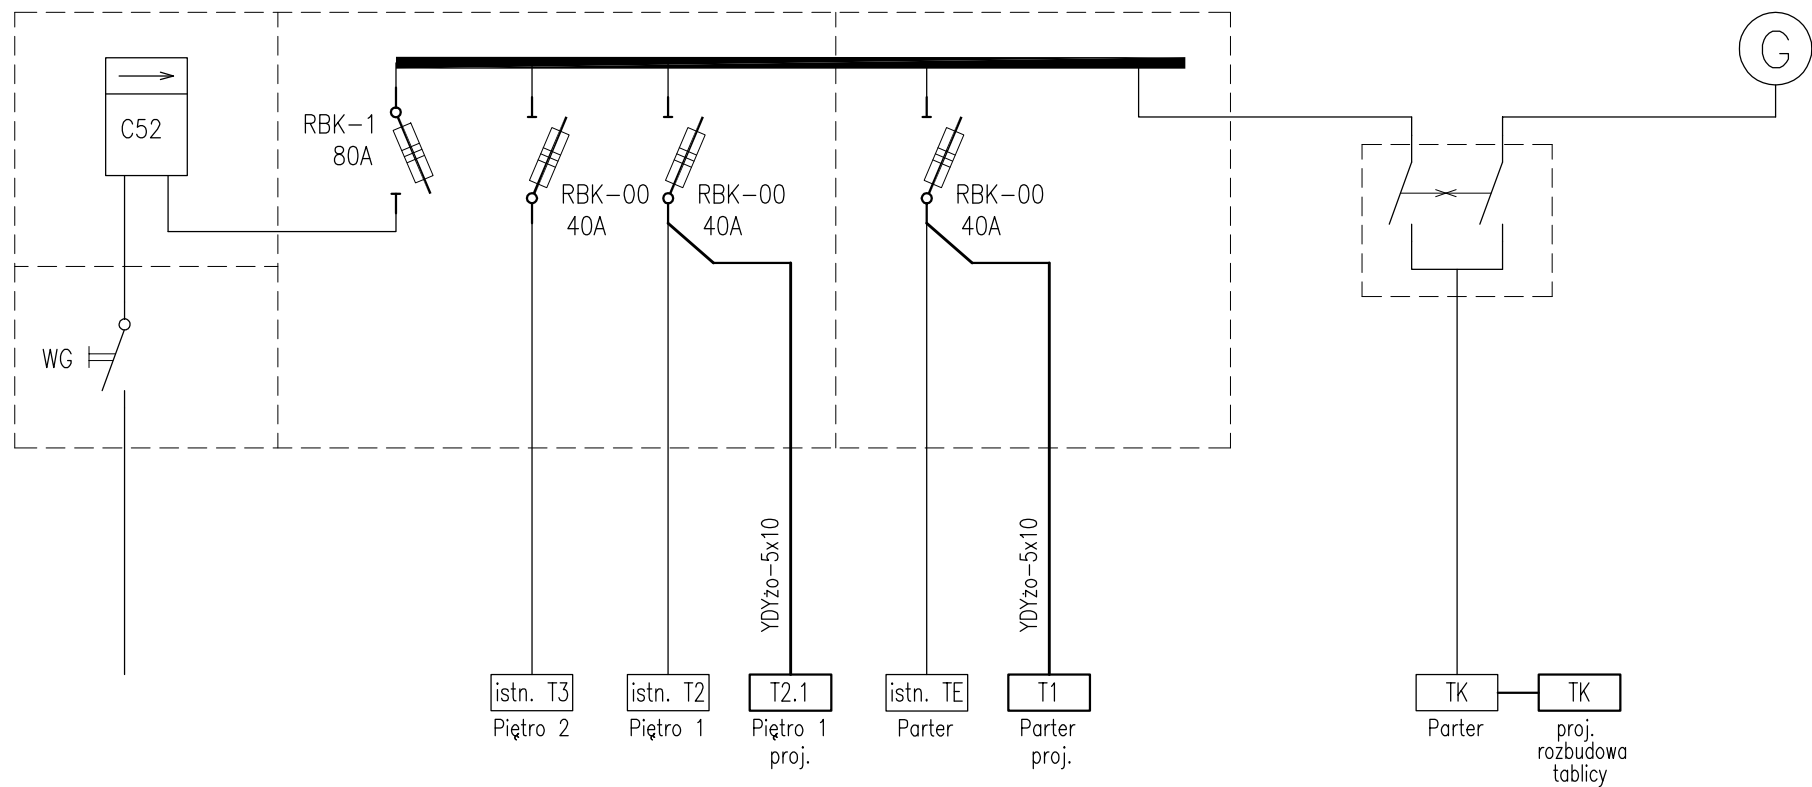 G
C52
RBK-1
80A
RBK-00
40A
RBK-00
40A
RBK-00
40A
WG
YDYżo-5x10
YDYżo-5x10
istn. T3
Piętro 2
istn. T2
Piętro 1
T2.1
Piętro 1
proj.
istn. TE
Parter
T1
Parter
proj.
TK
Parter
TK
proj.
rozbudowa
tablicy